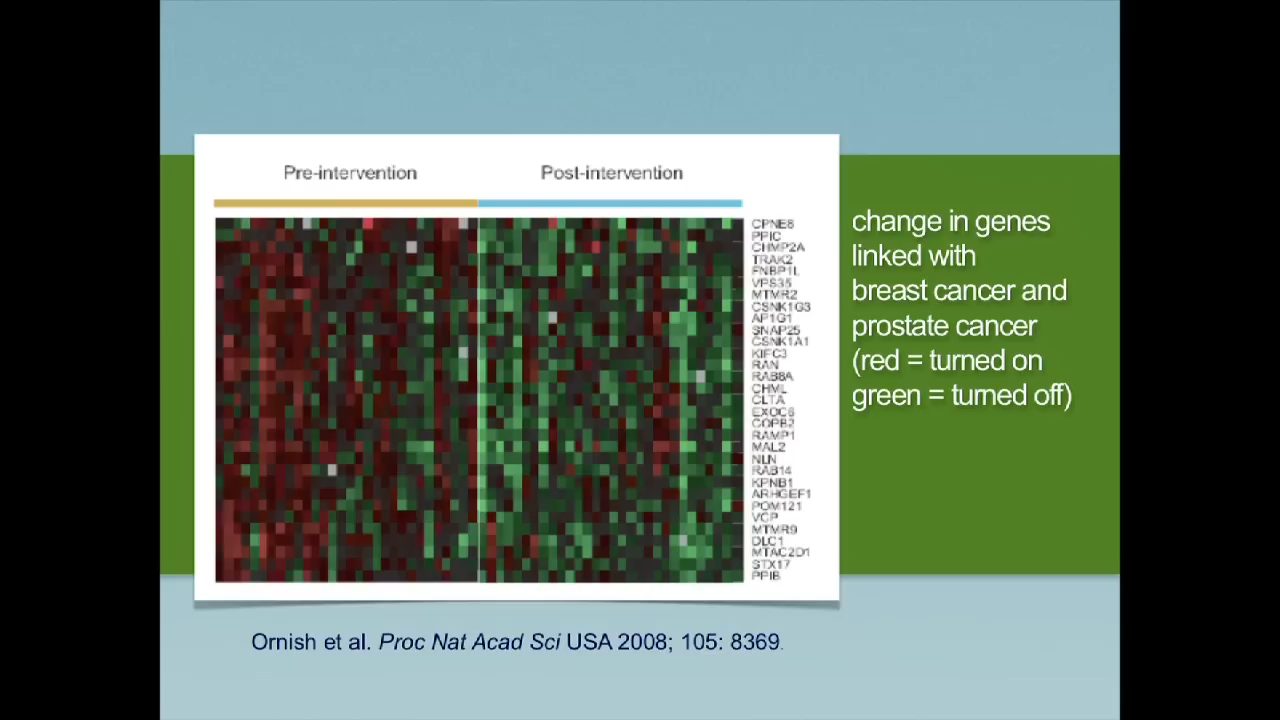 Pre-intervention Post-intervention
CPNE8
PPIC
CHMP2A
TRAK2
FNBP1L
VPS35
MTMR2
CSNK1G3
AP1G1
SNAP25
CSNK1A1
KIFC3
RAN
RAB8A
CHML
CLTA
EXOC6
COPB2
RAMP1
MAL2
NLN
RAB14
KPNB1
ARHGEF1
POM121
VCP
MTMR9
DLC1
MTAC2D1
STX17
PPIB
change in genes
linked with
breast cancer and
prostate cancer
(red = turned on
green = turned off)
Ornish et al. Proc Nat Acad Sci USA 2008; 105: 8369.